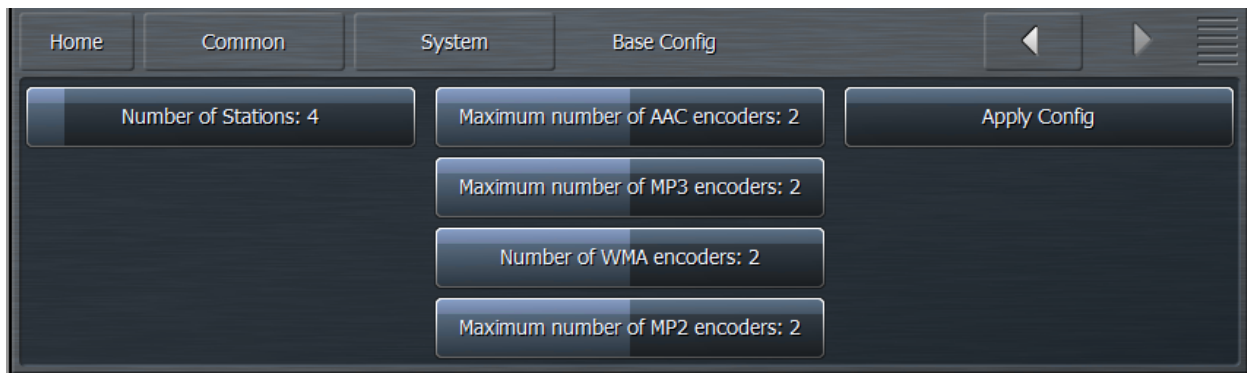 Home Common System Base Config
Number of Stations: 4 Maximum number of AAC encoders: 2 Apply Config
Maximum number of MP3 encoders: 2
Number of WMA encoders: 2
Maximum number of MP2 encoders: 2